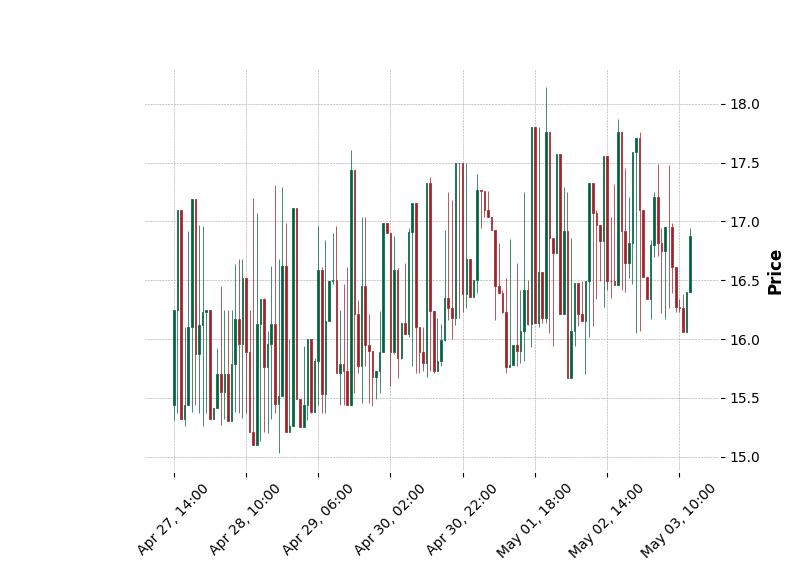 18.0
17.5
17.0
16.5
16.0
15.5
15.0
Price
Apr 27, 14:00
Apr 28, 10:00
Apr 29, 06:00
Apr 30, 02:00
Apr 30, 22:00
May 01, 18:00
May 02, 14:00
May 03, 10:00